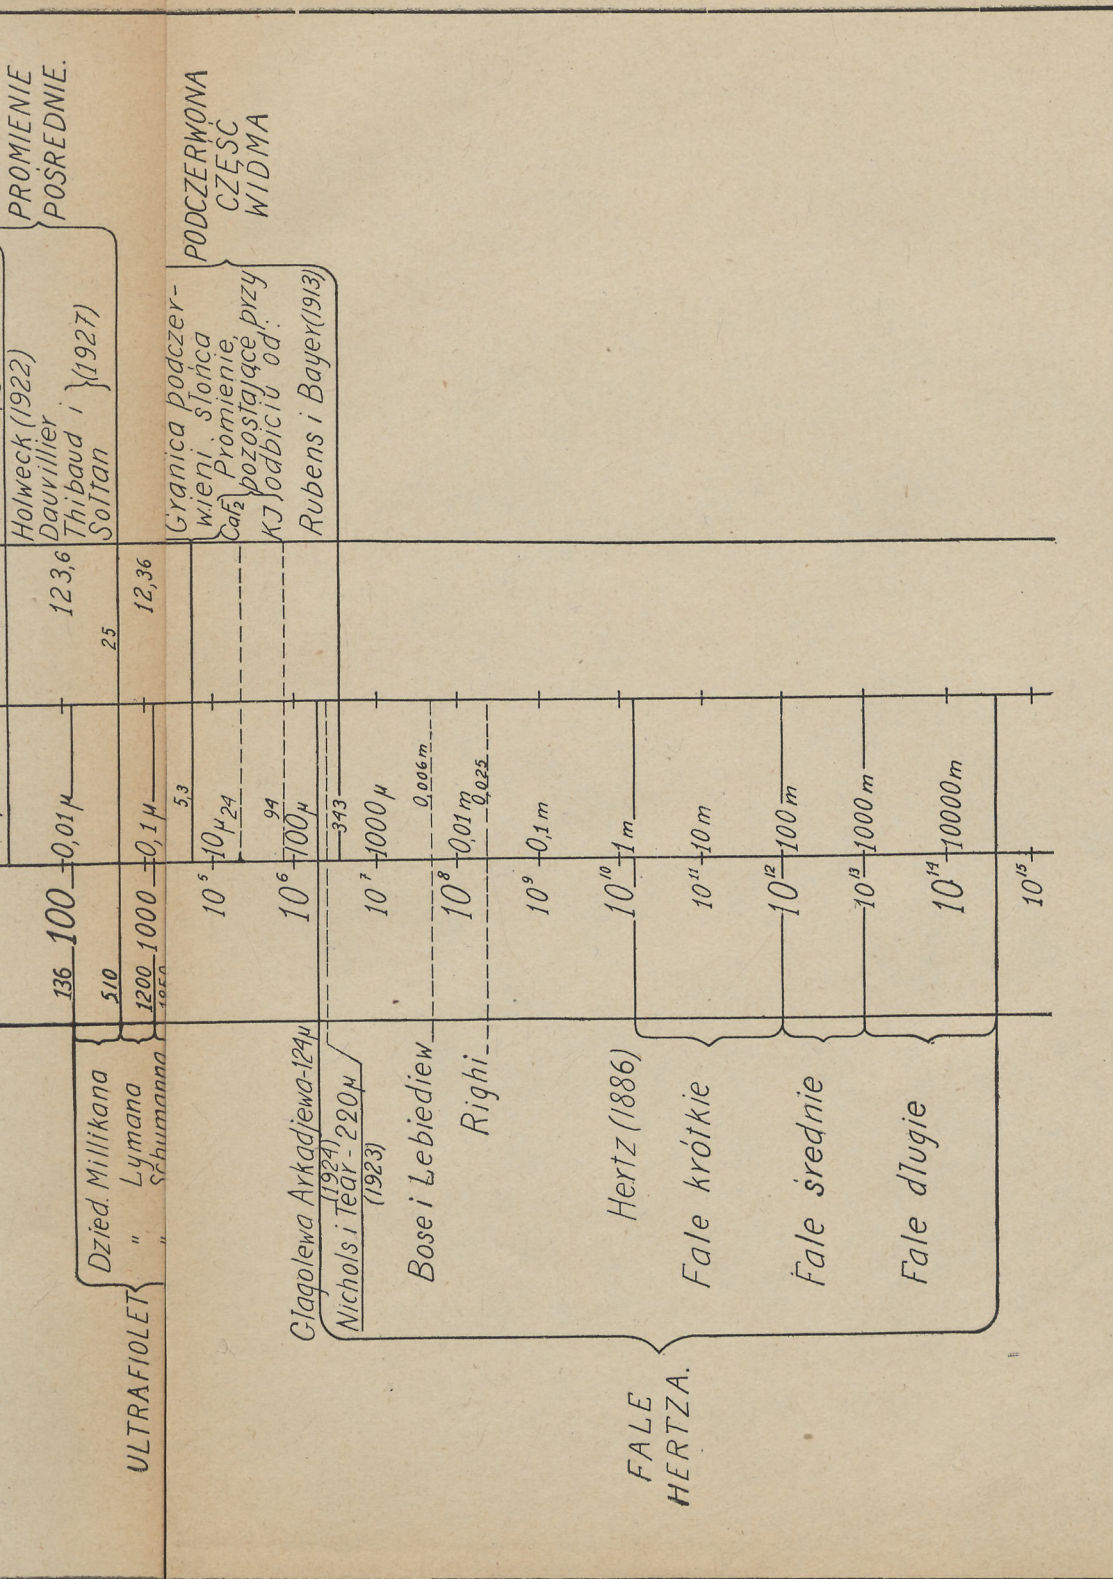 PROMIENIE
POŚREDNIE.
Holweck (1922)
Dauvillier
Thibaud i } (1927)
Sołtan
123,6
25
12,36
0,01 μ
0,1 μ
136
100
510
1200
1000
Dzied. Millikana
" Lymana
" Schumanna
ULTRAFIOLET
PODCZERWONA
CZĘŚĆ
WIDMA
Granica podczer-
wieni słońca
CaF₂ } Promienie,
pozostające przy
KJ } odbiciu od:
Rubens i Bayer (1913)
5,3
10⁵ 10 μ
24
94
10⁶ 100 μ
343
10⁷ 1000 μ
0,006 m
10⁸ 0,01 m
0,025
10⁹ 0,1 m
10¹⁰ 1 m
10¹¹ 10 m
10¹² 100 m
10¹³ 1000 m
10¹⁴ 10000 m
10¹⁵
Głagolewa Arkadjewa-124μ
(1924)
Nichols i Tear-220μ
(1923)
Bose i Lebiediew
Righi
Hertz (1886)
Fale krótkie
Fale średnie
Fale długie
FALE
HERTZA.